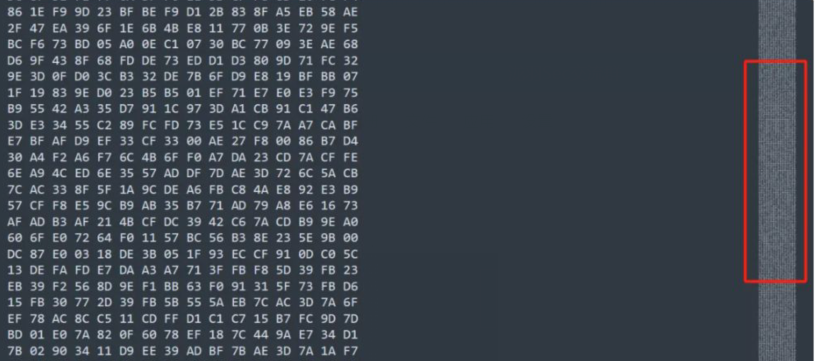 86 1E F9 9D 23 BF BE F9 D1 2B 83 8F A5 EB 58 AE
2F 47 EA 39 6F 1E 6B 4B E8 11 77 0B 3E 72 9E F5
BC F6 73 BD 05 A0 0E C1 07 30 BC 77 09 3E AE 68
D6 9F 43 8F 68 FD DE 73 ED D1 D3 80 9D 71 FC 32
9E 3D 0F D0 3C B3 32 DE 7B 6F D9 E8 19 BF BB 07
1F 19 83 9E D0 23 B5 B5 01 EF 71 E7 E0 E3 F9 75
B9 55 42 A3 35 D7 91 1C 97 3D A1 CB 91 C1 47 B6
3D E3 34 55 C2 89 FC FD 73 E5 1C C9 7A A7 CA BF
E7 BF AF D9 EF 33 CF 33 00 AE 27 F8 00 86 B7 D4
30 A4 F2 A6 F7 6C 4B 6F F0 A7 DA 23 CD 7A CF FE
6E A9 4C ED 6E 35 57 AD DF 7D AE 3D 72 6C 5A CB
7C AC 33 8F 5F 1A 9C DE A6 FB C8 4A E8 92 E3 B9
57 CF F8 E5 9C B9 AB 35 B7 71 AD 79 A8 E6 16 73
AF AD B3 AF 21 4B CF DC 39 42 C6 7A CD B9 9E A0
60 6F E0 72 64 F0 11 57 BC 56 B3 8E 23 5E 9B 00
DC 87 E0 03 18 DE 3B 05 1F 93 EC CF 91 0D C0 5C
13 DE FA FD E7 DA A3 A7 71 3F FB F8 5D 39 FB 23
EB 39 F2 56 8D 9E F1 BB 63 F0 91 31 5F 73 FB D6
15 FB 30 77 2D 39 FB 5B 55 5A EB 7C AC 3D 7A 6F
EF 78 AC 8C C5 11 CD FF D1 C1 C7 15 B7 FC 9D 7D
BD 01 E0 7A 82 0F 60 78 EF 18 7C 44 9A E7 34 D1
7B 02 90 34 11 D9 EE 39 AD BF 7B AE 3D 7A 1A F7